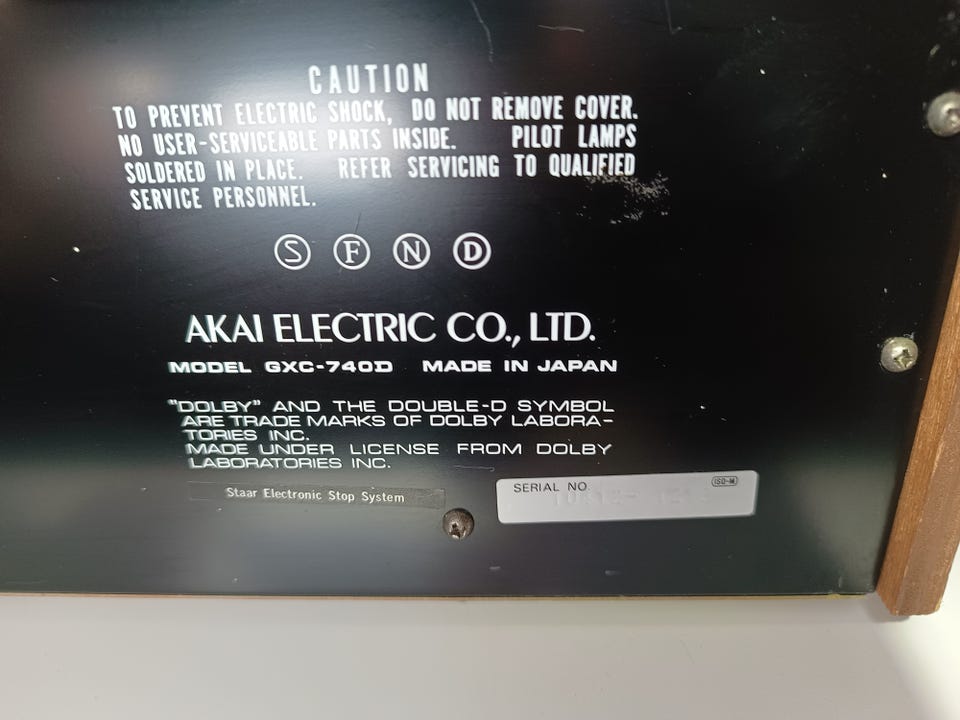 CAUTION
TO PREVENT ELECTRIC SHOCK, DO NOT REMOVE COVER.
NO USER-SERVICEABLE PARTS INSIDE. PILOT LAMPS
SOLDERED IN PLACE. REFER SERVICING TO QUALIFIED
SERVICE PERSONNEL.
S F N D
AKAI ELECTRIC CO., LTD.
MODEL GXC-740D MADE IN JAPAN
"DOLBY" AND THE DOUBLE-D SYMBOL
ARE TRADE MARKS OF DOLBY LABORA-
TORIES INC.
MADE UNDER LICENSE FROM DOLBY
LABORATORIES INC.
Staar Electronic Stop System
SERIAL NO. ISO-M